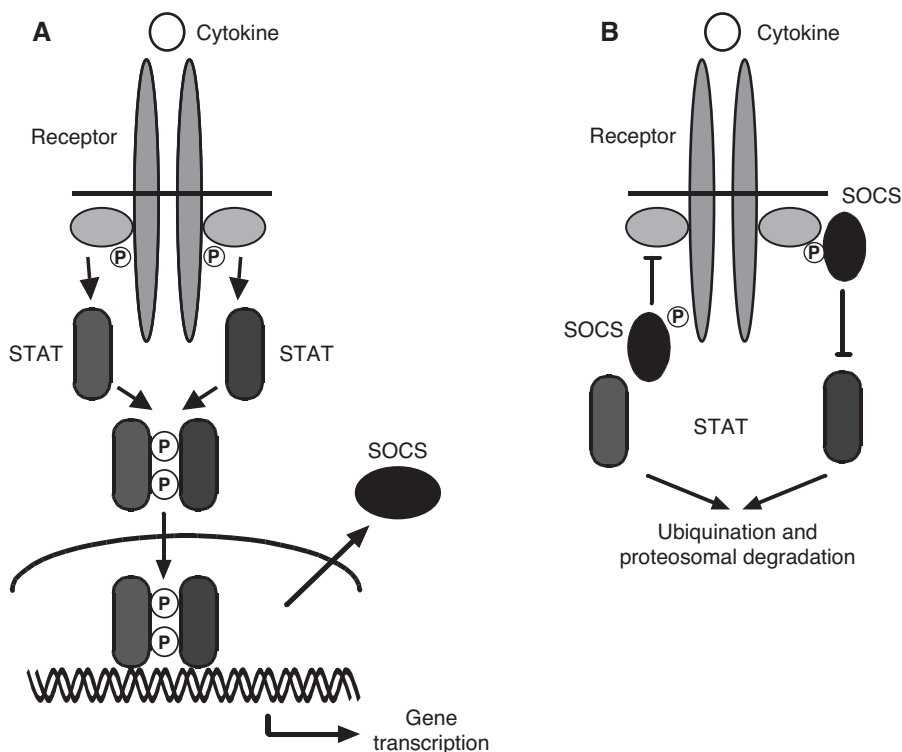 A
Cytokine
Receptor
P
P
STAT
STAT
P
P
SOCS
P
P
Gene
transcription
B
Cytokine
Receptor
SOCS
P
P
SOCS
STAT
Ubiquination and
proteosomal degradation